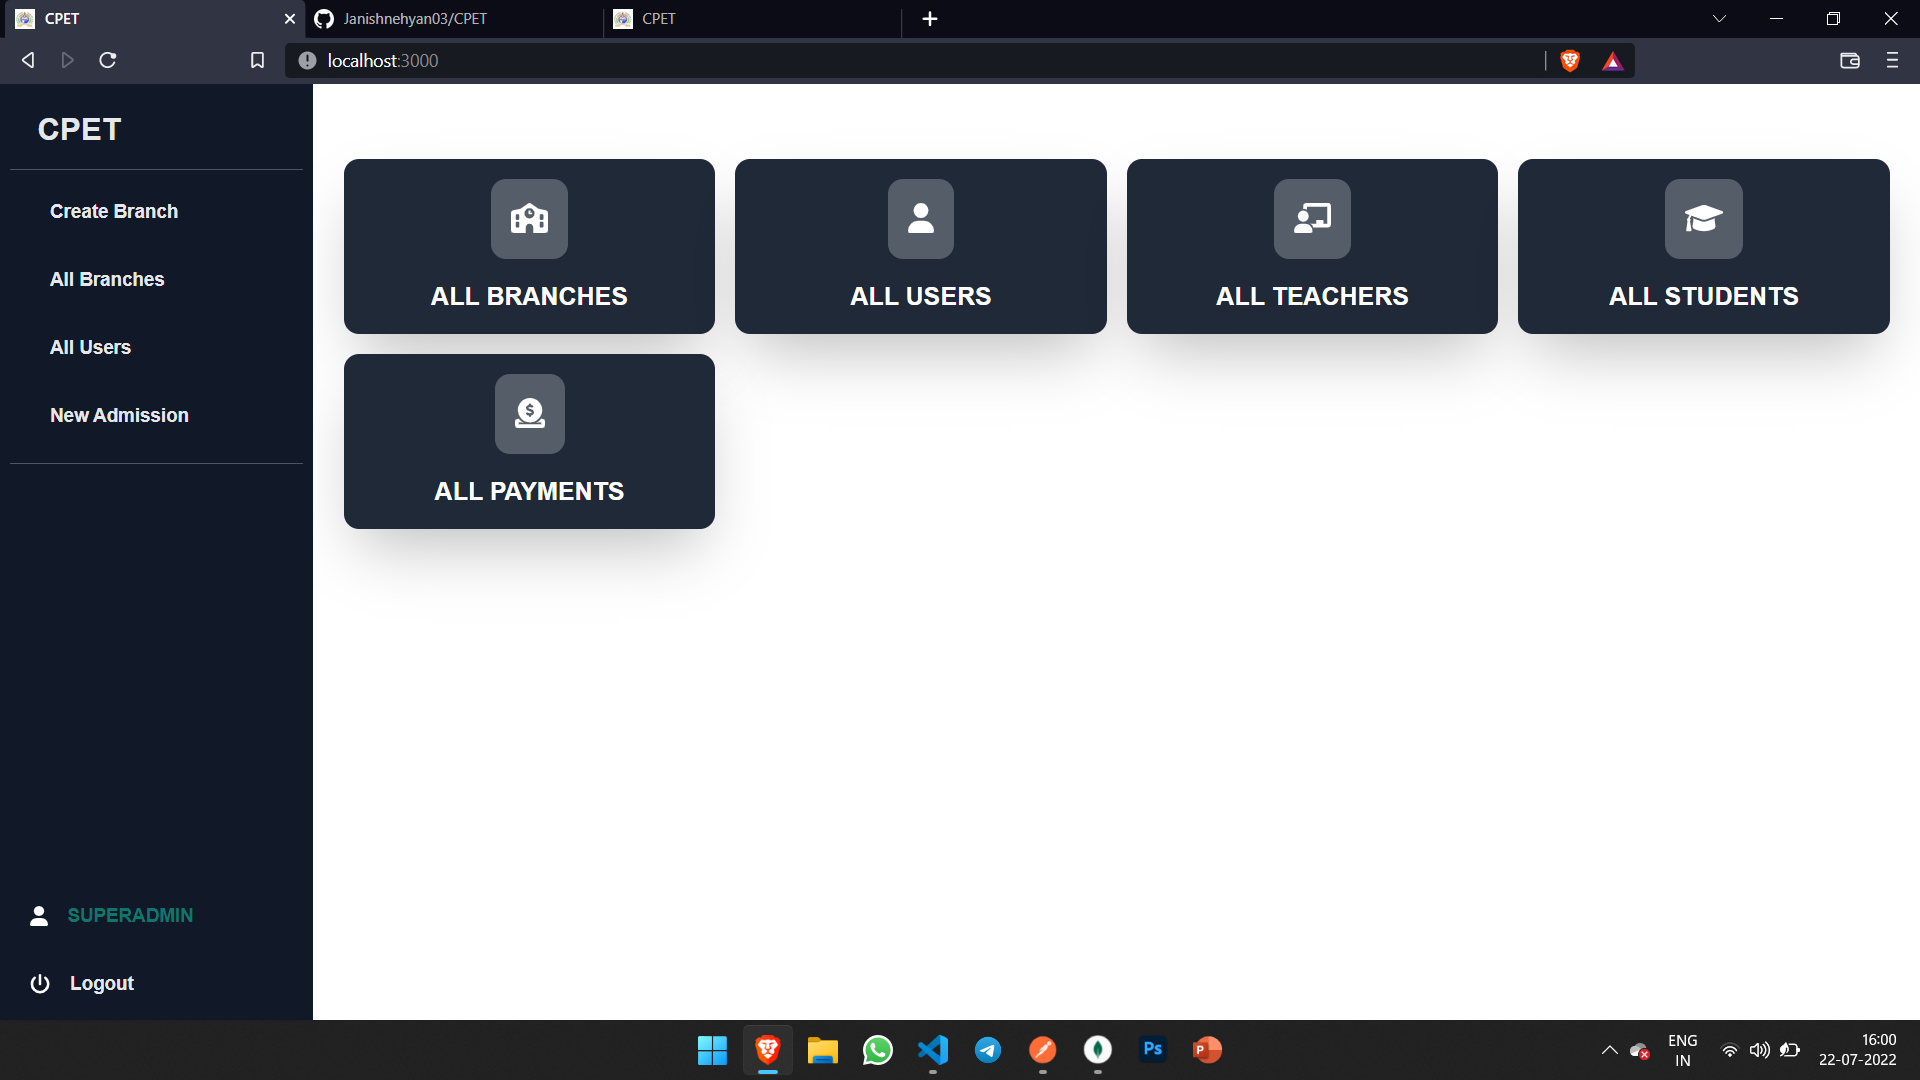 CPET
Janishnehyan03/CPET
CPET
localhost:3000
CPET
Create Branch
All Branches
All Users
New Admission
SUPERADMIN
Logout
ALL BRANCHES
ALL USERS
ALL TEACHERS
ALL STUDENTS
$
ALL PAYMENTS
Ps
P
ENG
IN
16:00
22-07-2022